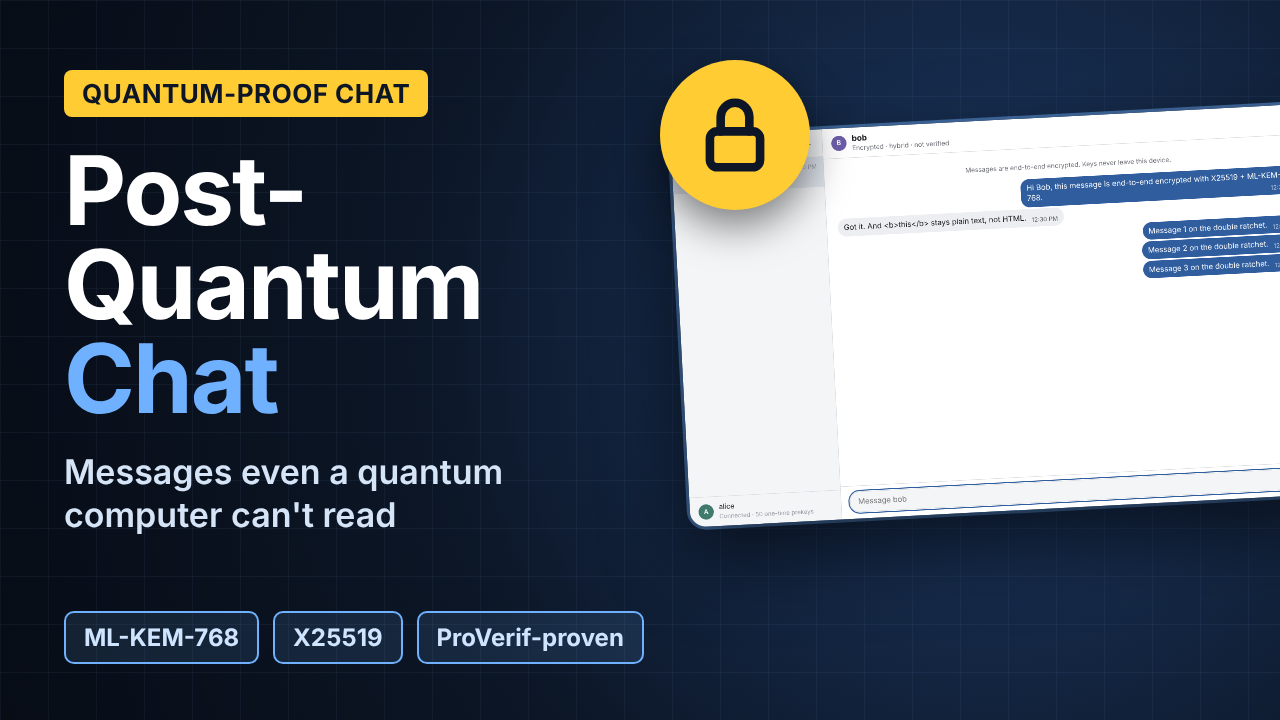 QUANTUM-PROOF CHAT
Post-
Quantum
Chat
Messages even a quantum
computer can't read
ML-KEM-768
X25519
ProVerif-proven
B
bob
Encrypted · hybrid · not verified
Messages are end-to-end encrypted. Keys never leave this device.
Hi Bob, this message is end-to-end encrypted with X25519 + ML-KEM-
768.
Got it. And <b>this</b> stays plain text, not HTML. 12:30 PM
Message 1 on the double ratchet.
Message 2 on the double ratchet.
Message 3 on the double ratchet.
Message bob
A
alice
Connected · 50 one-time prekeys